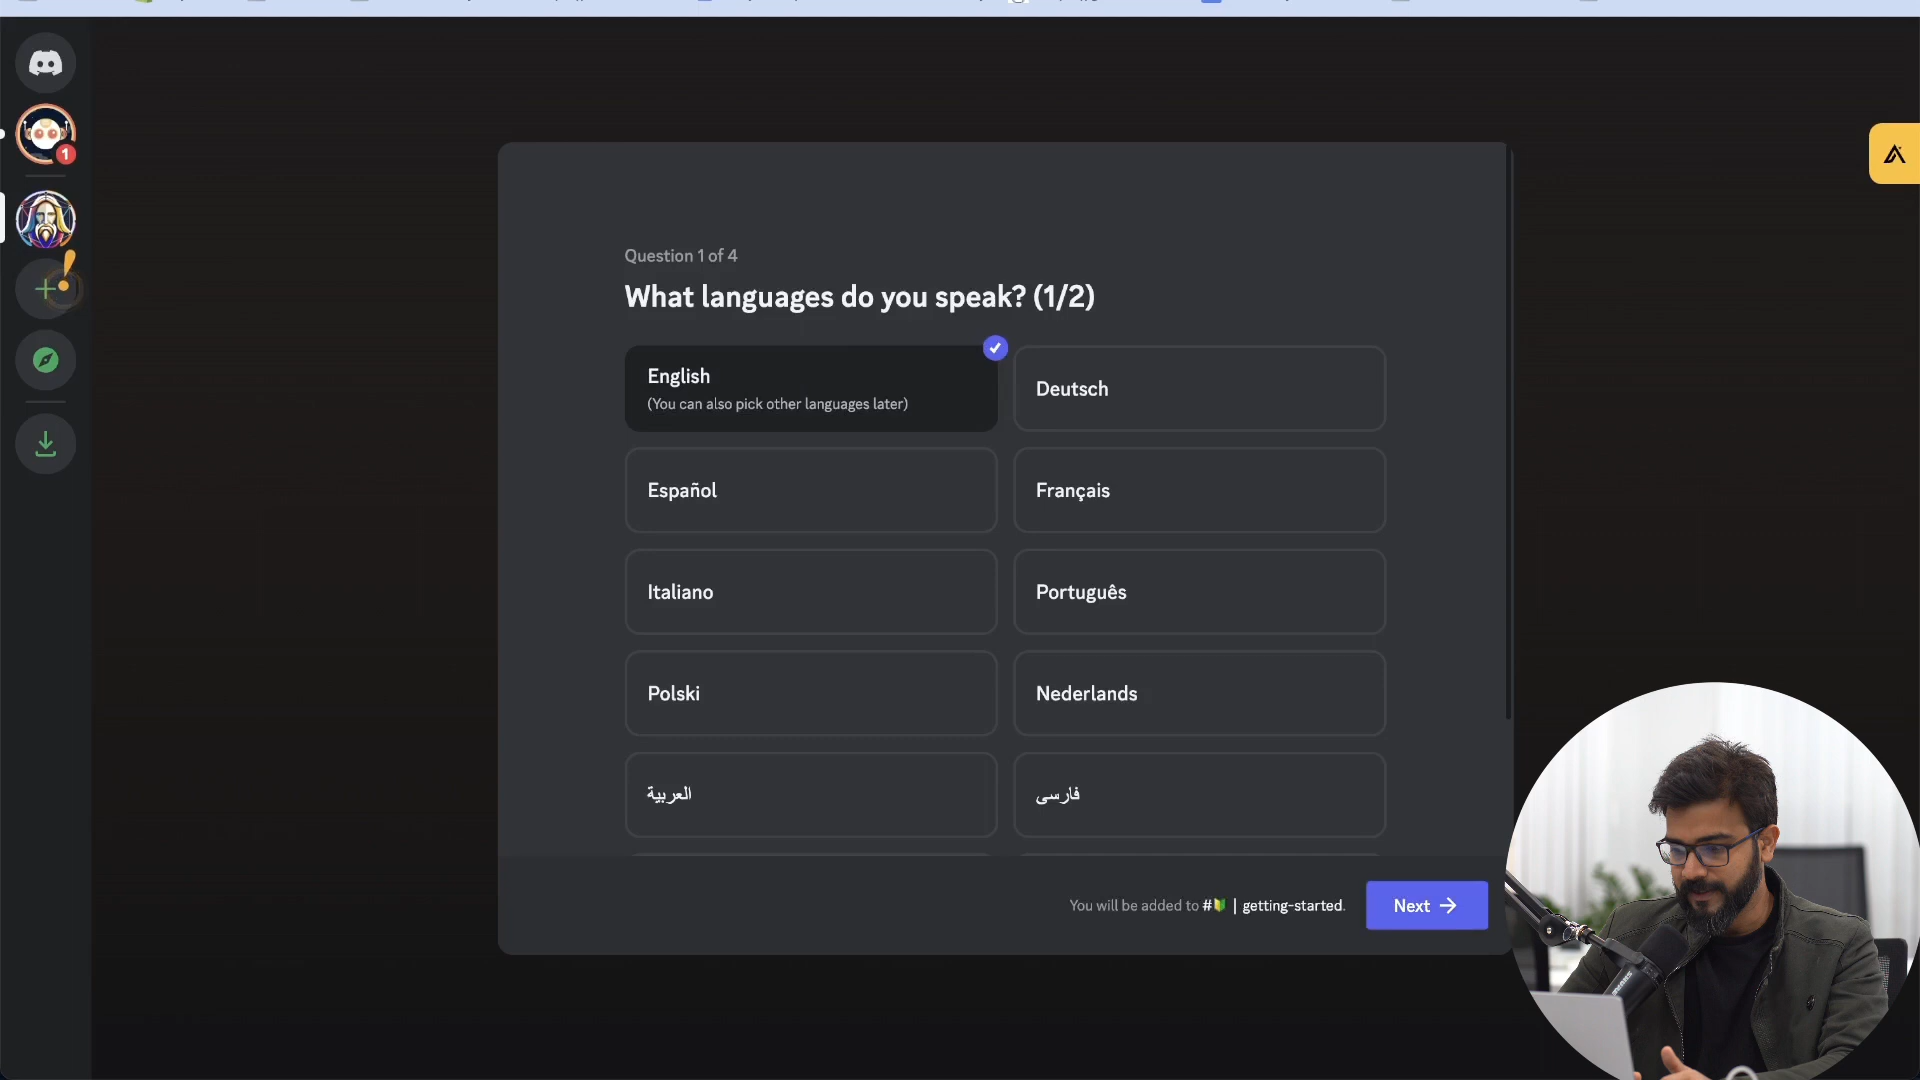 1
Question 1 of 4
What languages do you speak? (1/2)
English
(You can also pick other languages later)
Deutsch
Español
Français
Italiano
Português
Polski
Nederlands
العربية
فارسی
You will be added to #🔰 | getting-started.
Next →